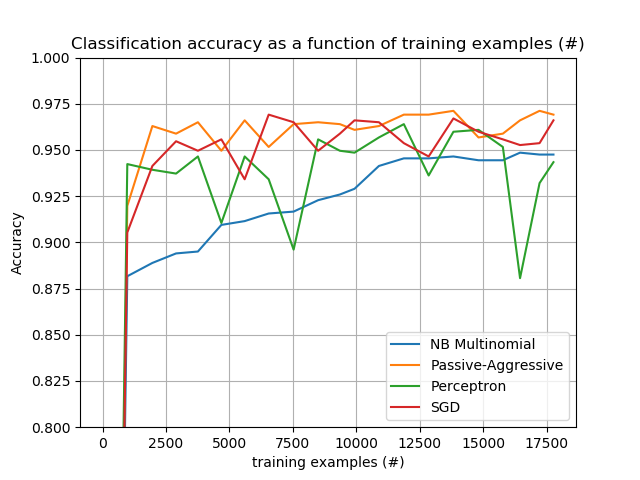 Classification accuracy as a function of training examples (#)
1.000
0.975
0.950
0.925
0.900
0.875
0.850
0.825
0.800
Accuracy
NB Multinomial
Passive-Aggressive
Perceptron
SGD
0 2500 5000 7500 10000 12500 15000 17500
training examples (#)